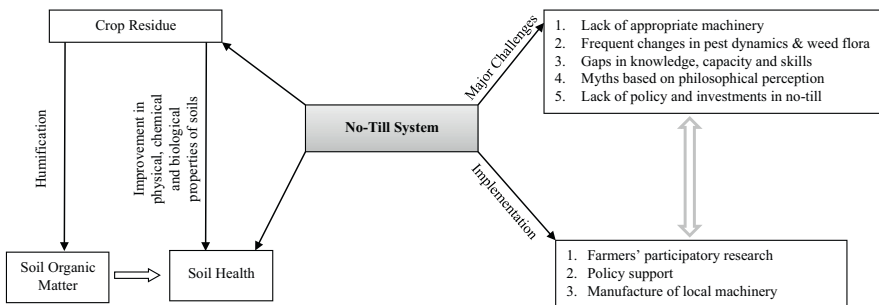 Crop Residue
Humification
Improvement in
physical, chemical
and biological
properties of soils
Soil Organic
Matter
Soil Health
No-Till System
Major Challenges
1. Lack of appropriate machinery
2. Frequent changes in pest dynamics & weed flora
3. Gaps in knowledge, capacity and skills
4. Myths based on philosophical perception
5. Lack of policy and investments in no-till
Implementation
1. Farmers’ participatory research
2. Policy support
3. Manufacture of local machinery